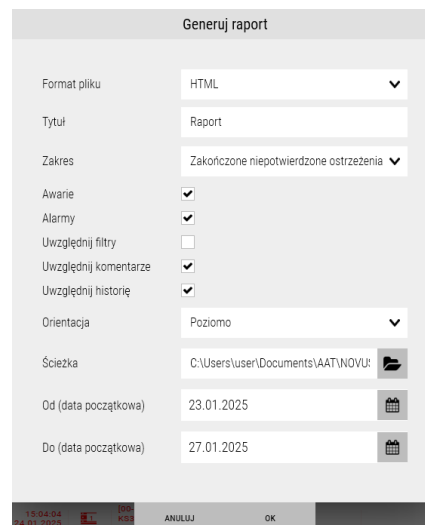 Generuj raport
Format pliku HTML
Tytuł Raport
Zakres Zakończone niepotwierdzone ostrzeżenia
Awarie
Alarmy
Uwzględnij filtry
Uwzględnij komentarze
Uwzględnij historię
Orientacja Poziomo
Ścieżka C:\Users\user\Documents\AAT\NOVUS
Od (data początkowa) 23.01.2025
Do (data początkowa) 27.01.2025
15:04:04
24.01.2025
[00-
KSS
ANULUJ OK